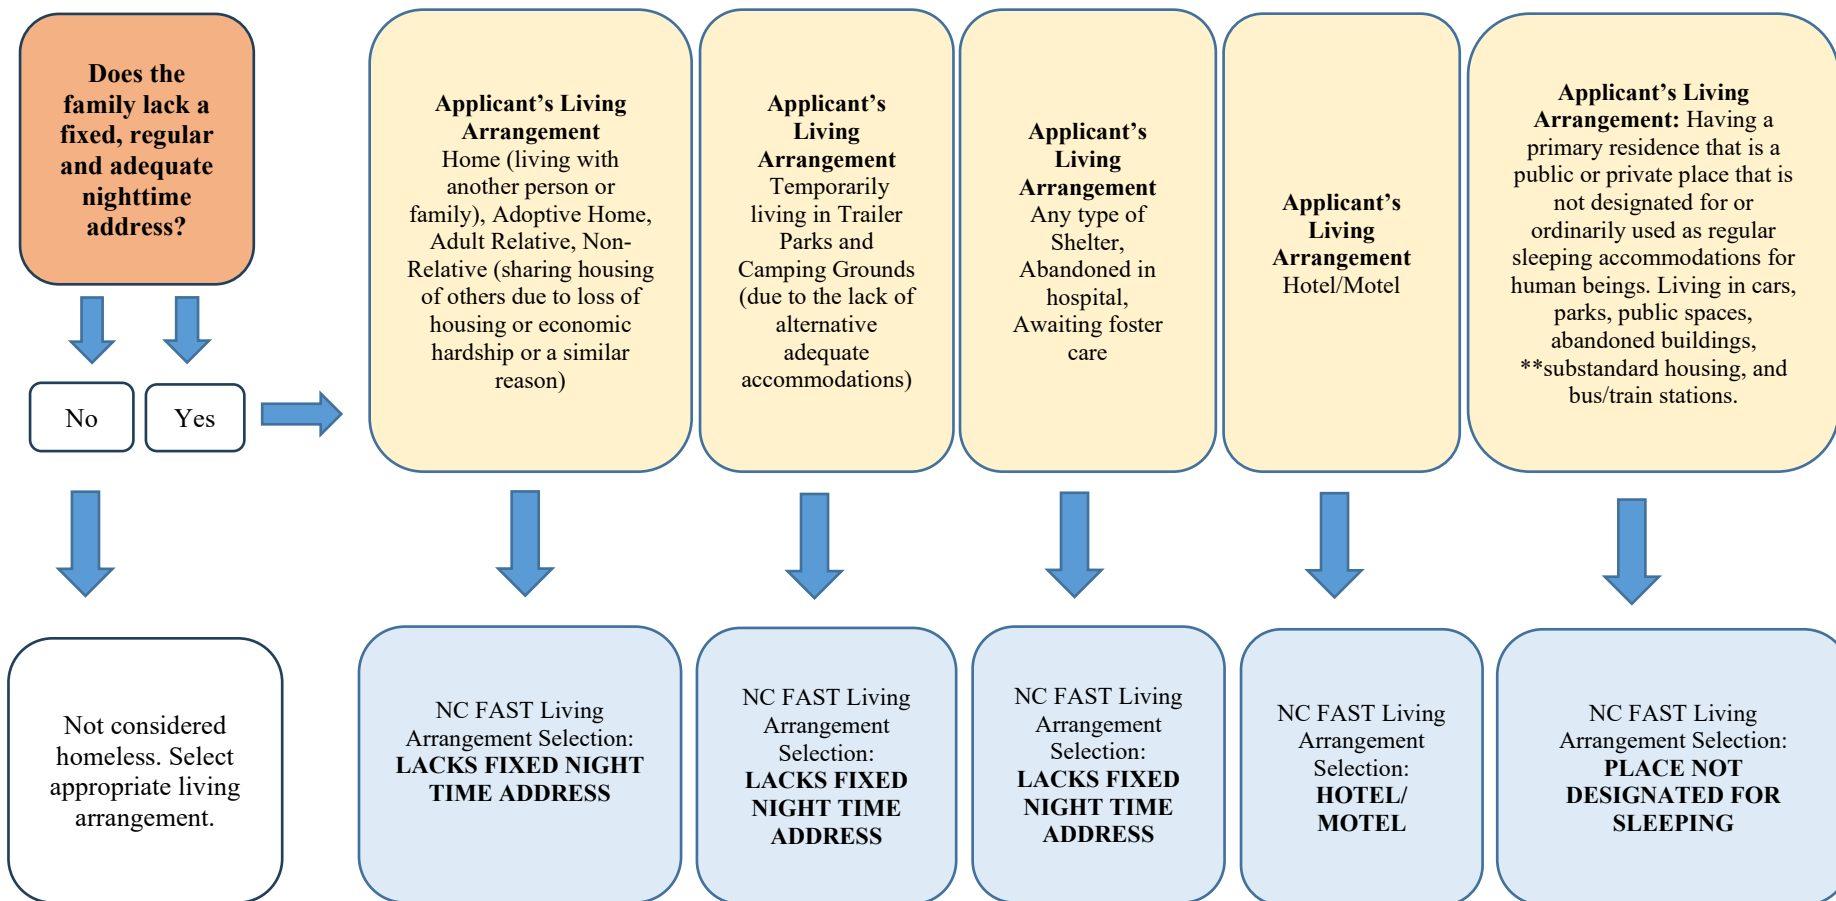 Does the
family lack a
fixed, regular
and adequate
nighttime
address?
No
Yes
Not considered
homeless. Select
appropriate living
arrangement.
Applicant’s Living
Arrangement
Home (living with
another person or
family), Adoptive Home,
Adult Relative, Non-
Relative (sharing housing
of others due to loss of
housing or economic
hardship or a similar
reason)
Applicant’s
Living
Arrangement
Temporarily
living in Trailer
Parks and
Camping Grounds
(due to the lack of
alternative
adequate
accommodations)
Applicant’s
Living
Arrangement
Any type of
Shelter,
Abandoned in
hospital,
Awaiting foster
care
Applicant’s
Living
Arrangement
Hotel/Motel
Applicant’s Living
Arrangement: Having a
primary residence that is a
public or private place that is
not designated for or
ordinarily used as regular
sleeping accommodations for
human beings. Living in cars,
parks, public spaces,
abandoned buildings,
**substandard housing, and
bus/train stations.
NC FAST Living
Arrangement Selection:
LACKS FIXED NIGHT
TIME ADDRESS
NC FAST Living
Arrangement
Selection:
LACKS FIXED
NIGHT TIME
ADDRESS
NC FAST Living
Arrangement
Selection:
LACKS FIXED
NIGHT TIME
ADDRESS
NC FAST Living
Arrangement
Selection:
HOTEL/
MOTEL
NC FAST Living
Arrangement Selection:
PLACE NOT
DESIGNATED FOR
SLEEPING